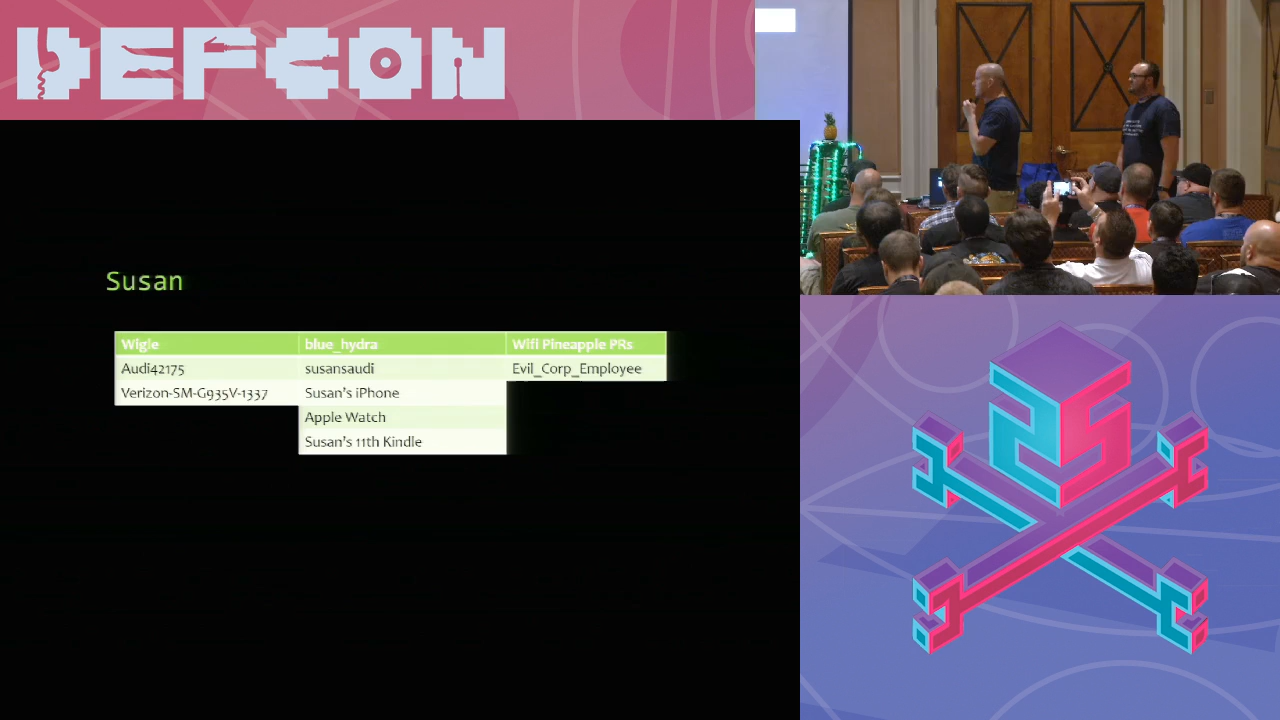 DEFCON
Susan
Wigle blue_hydra Wifi Pineapple PRs
Audi42175 susansaudi Evil_Corp_Employee
Verizon-SM-G935V-1337 Susan's iPhone
Apple Watch
Susan's 11th Kindle